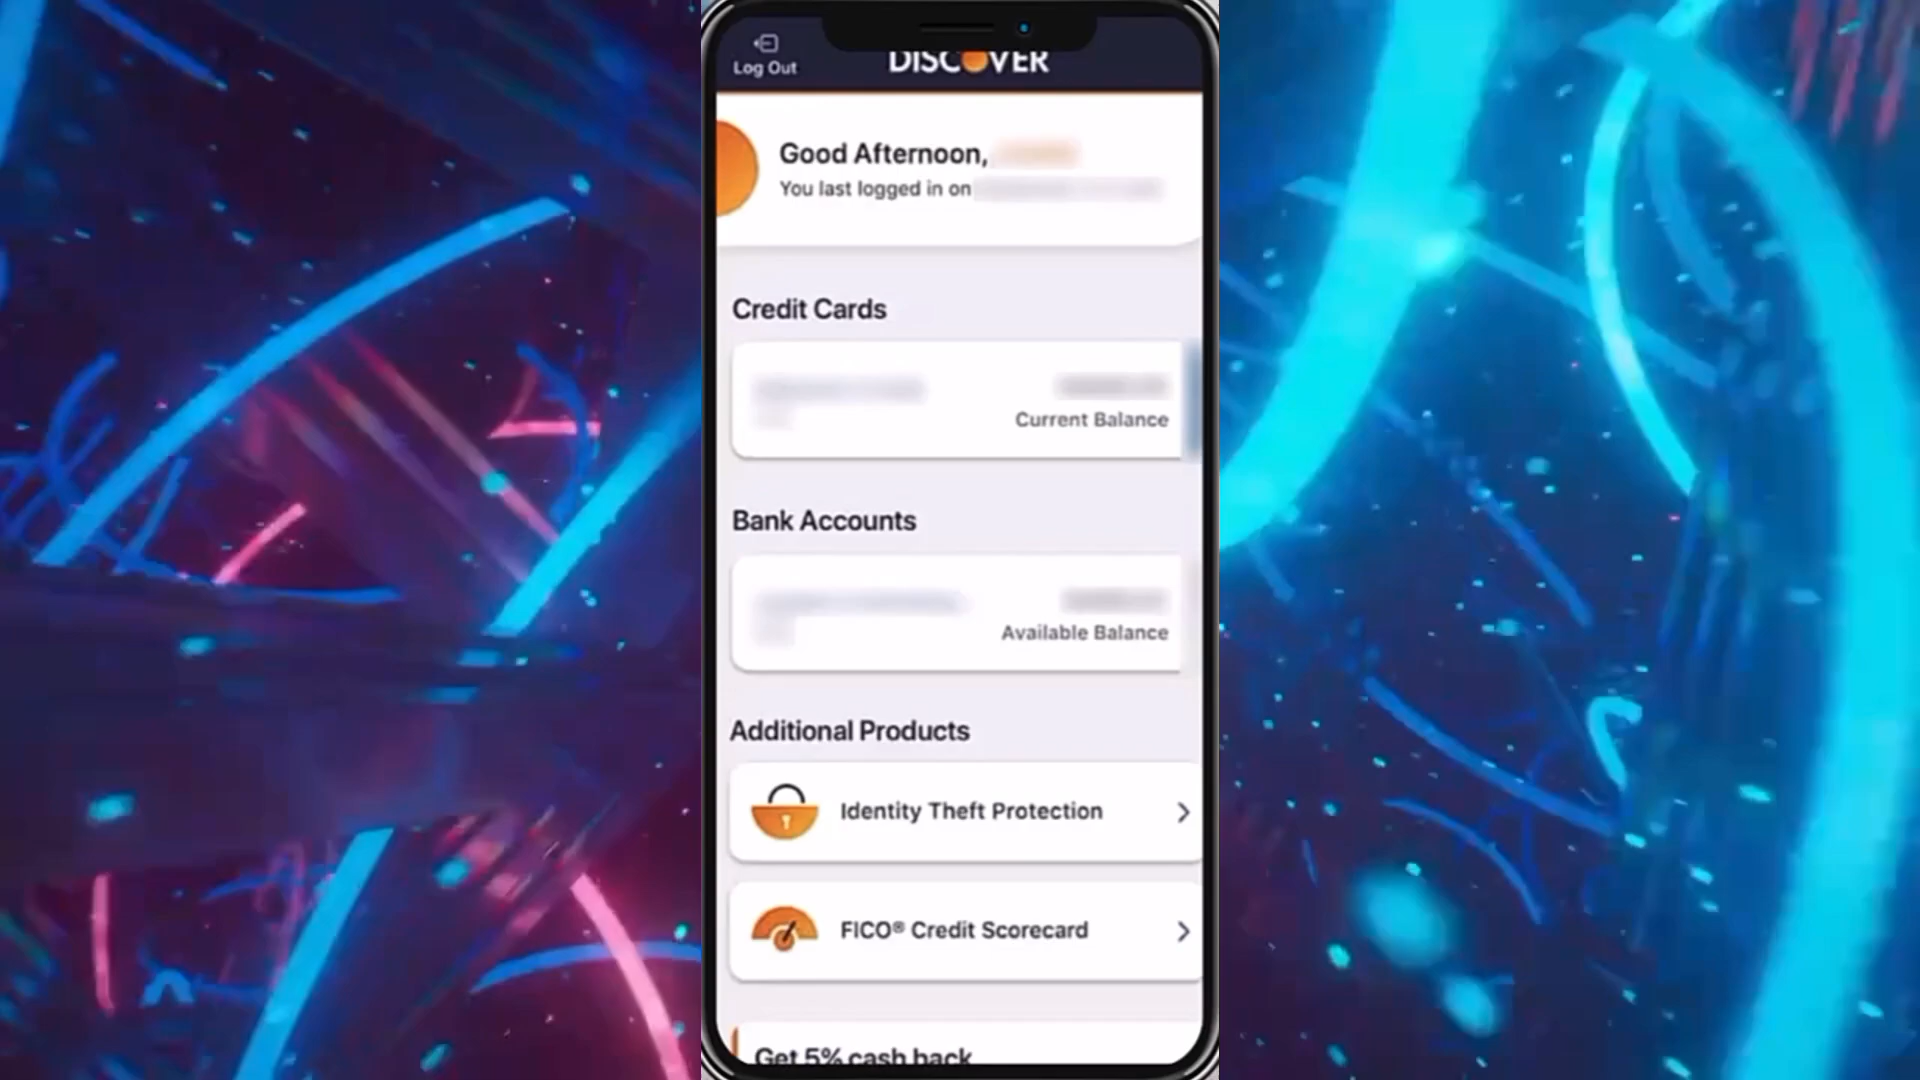 Log Out
DISCOVER
Good Afternoon,
You last logged in on
Credit Cards
Current Balance
Bank Accounts
Available Balance
Additional Products
Identity Theft Protection
FICO® Credit Scorecard
Get 5% cash back